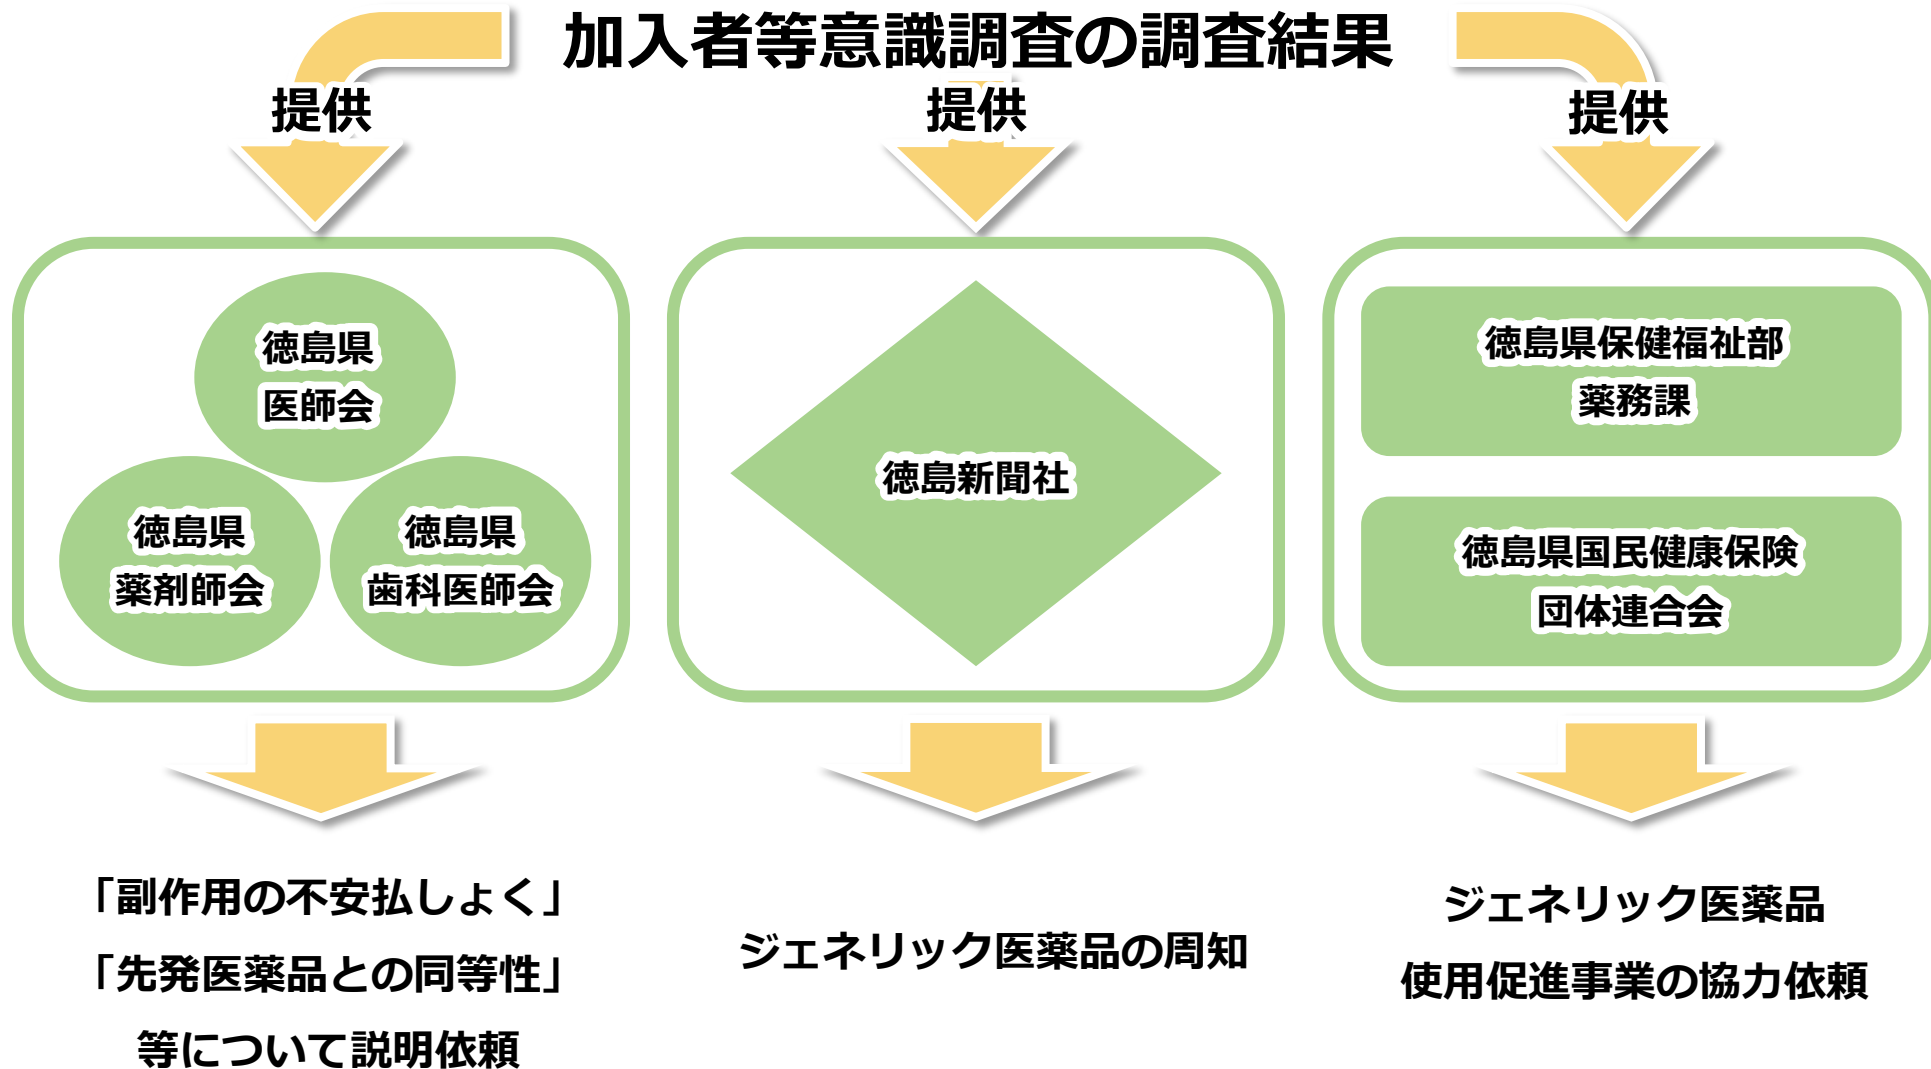 加入者等意識調査の調査結果
提供
提供
提供
徳島県
医師会
徳島県
薬剤師会
徳島県
歯科医師会
徳島新聞社
徳島県保健福祉部
薬務課
徳島県国民健康保険
団体連合会
「副作用の不安払しょく」
「先発医薬品との同等性」
等について説明依頼
ジェネリック医薬品の周知
ジェネリック医薬品
使用促進事業の協力依頼